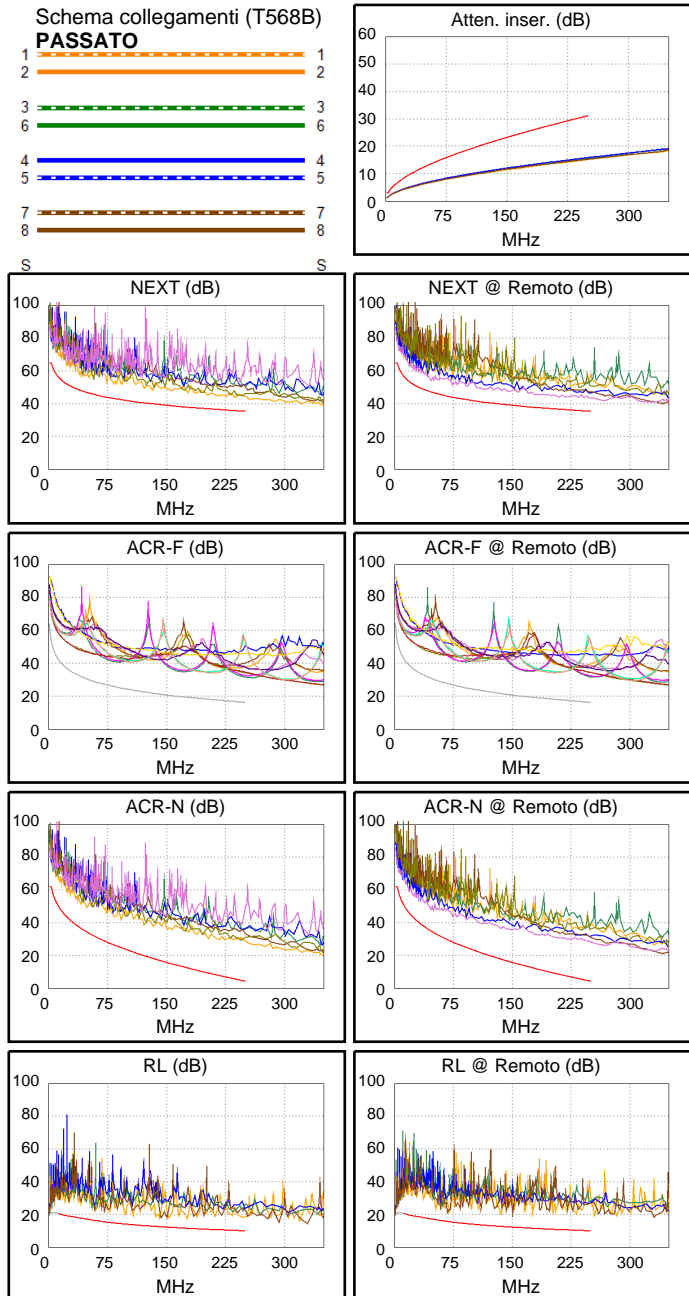 Schema collegamenti (T568B)
PASSATO
1 1
2 2
3 3
6 6
4 4
5 5
7 7
8 8
S S
Atten. inser. (dB)
60
50
40
30
20
10
0
0 75 150 225 300
MHz
NEXT (dB)
100
80
60
40
20
0
0 75 150 225 300
MHz
NEXT @ Remoto (dB)
100
80
60
40
20
0
0 75 150 225 300
MHz
ACR-F (dB)
100
80
60
40
20
0
0 75 150 225 300
MHz
ACR-F @ Remoto (dB)
100
80
60
40
20
0
0 75 150 225 300
MHz
ACR-N (dB)
100
80
60
40
20
0
0 75 150 225 300
MHz
ACR-N @ Remoto (dB)
100
80
60
40
20
0
0 75 150 225 300
MHz
RL (dB)
100
80
60
40
20
0
0 75 150 225 300
MHz
RL @ Remoto (dB)
100
80
60
40
20
0
0 75 150 225 300
MHz